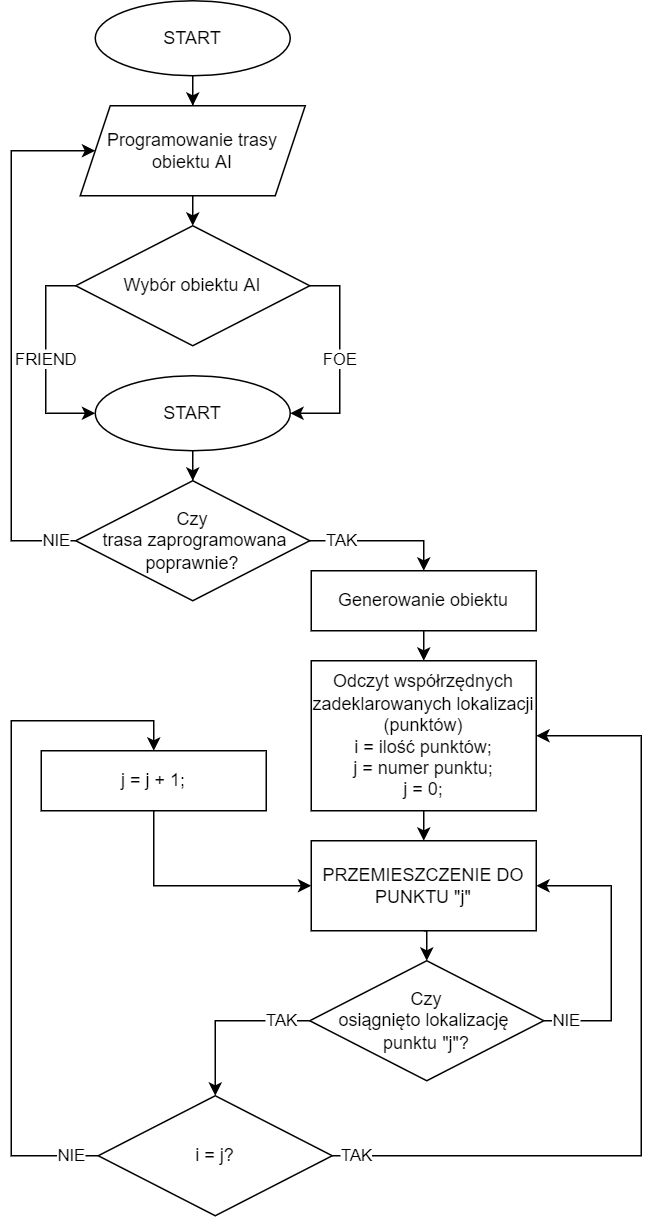 START
Programowanie trasy
obiektu AI
Wybór obiektu AI
FRIEND
FOE
START
Czy
trasa zaprogramowana
poprawnie?
NIE
TAK
Generowanie obiektu
Odczyt współrzędnych
zadeklarowanych lokalizacji
(punktów)
i = ilość punktów;
j = numer punktu;
j = 0;
j = j + 1;
PRZEMIESZCZENIE DO
PUNKTU "j"
Czy
osiągnięto lokalizację
punktu "j"?
TAK
NIE
i = j?
NIE
TAK